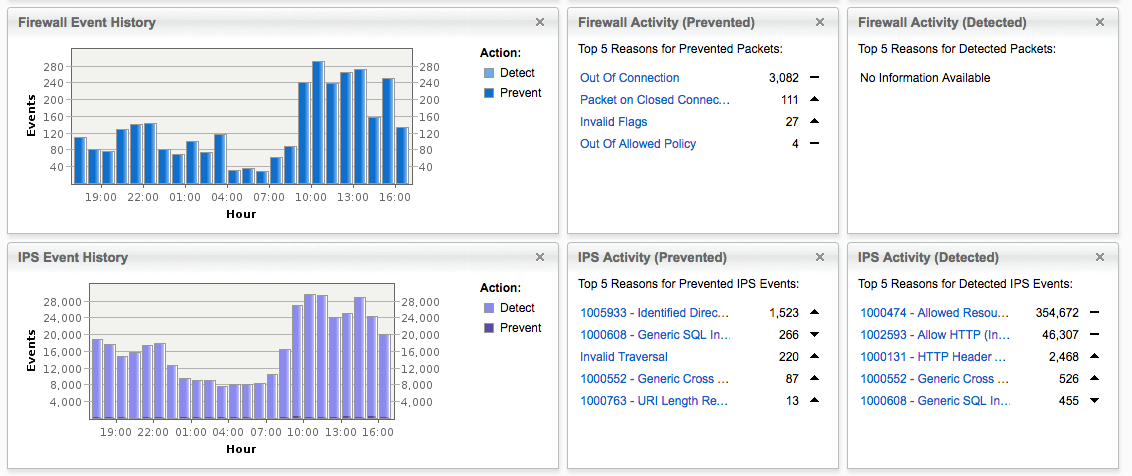 Firewall Event History
Events
280
240
200
160
120
80
40
280
240
200
160
120
80
40
19:00 22:00 01:00 04:00 07:00 10:00 13:00 16:00
Hour
Action:
Detect
Prevent
Firewall Activity (Prevented)
Top 5 Reasons for Prevented Packets:
Out Of Connection 3,082
Packet on Closed Connec... 111
Invalid Flags 27
Out Of Allowed Policy 4
Firewall Activity (Detected)
Top 5 Reasons for Detected Packets:
No Information Available
IPS Event History
Events
28,000
24,000
20,000
16,000
12,000
8,000
4,000
28,000
24,000
20,000
16,000
12,000
8,000
4,000
19:00 22:00 01:00 04:00 07:00 10:00 13:00 16:00
Hour
Action:
Detect
Prevent
IPS Activity (Prevented)
Top 5 Reasons for Prevented IPS Events:
1005933 - Identified Direc... 1,523
1000608 - Generic SQL In... 266
Invalid Traversal 220
1000552 - Generic Cross ... 87
1000763 - URI Length Re... 13
IPS Activity (Detected)
Top 5 Reasons for Detected IPS Events:
1000474 - Allowed Resou... 354,672
1002593 - Allow HTTP (In... 46,307
1000131 - HTTP Header ... 2,468
1000552 - Generic Cross ... 526
1000608 - Generic SQL In... 455